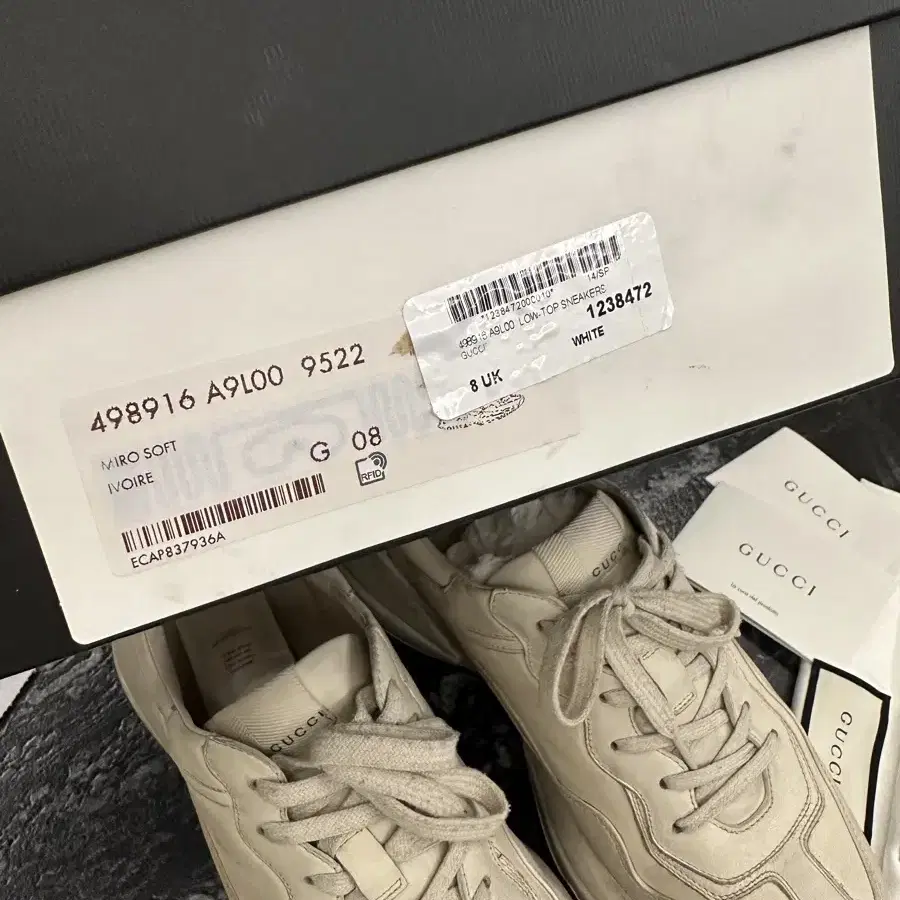 498916 A9L00 9522
MIRO SOFT
IVOIRE
G 08
RFID
ECAP837936A
14/SP
*123847200C010*
498916 A9L00 LOW-TOP SNEAKERS
GUCCI
1238472
WHITE
8 UK
GUCCI
GUCCI
GUCCI
GUCCI
GUCCI